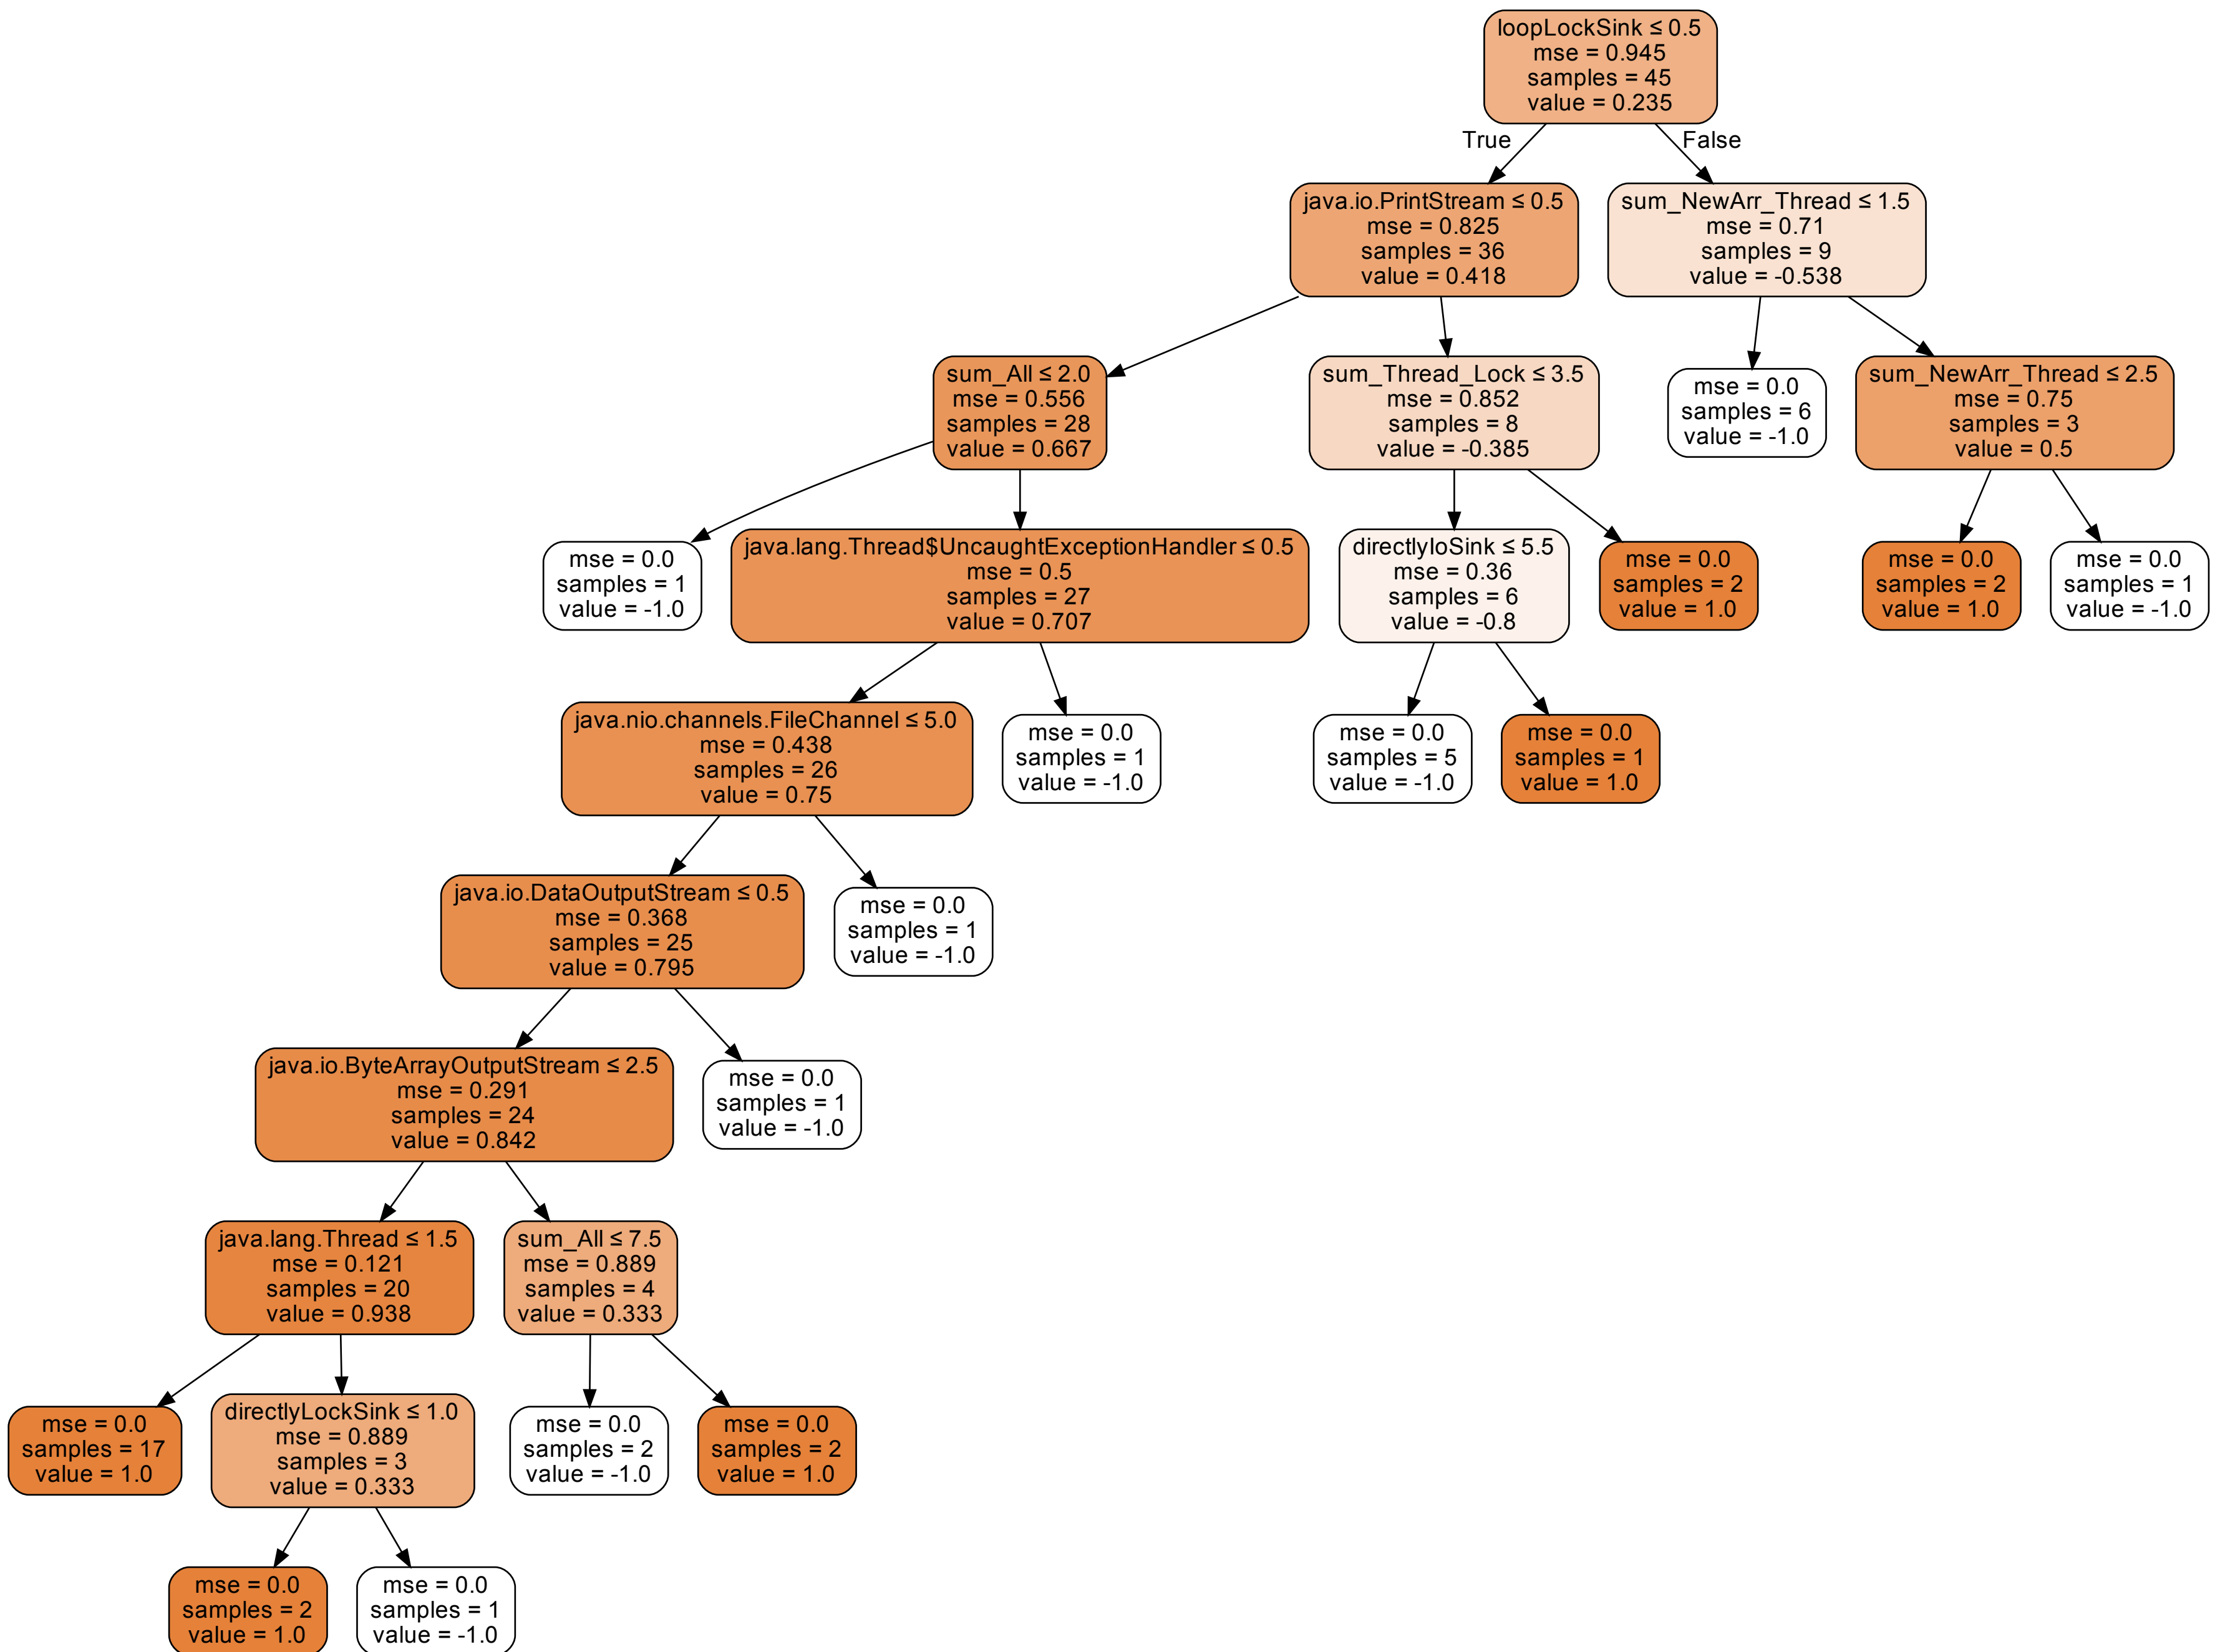 loopLockSink ≤ 0.5
mse = 0.945
samples = 45
value = 0.235
True
False
java.io.PrintStream ≤ 0.5
mse = 0.825
samples = 36
value = 0.418
sum_NewArr_Thread ≤ 1.5
mse = 0.71
samples = 9
value = -0.538
sum_All ≤ 2.0
mse = 0.556
samples = 28
value = 0.667
sum_Thread_Lock ≤ 3.5
mse = 0.852
samples = 8
value = -0.385
mse = 0.0
samples = 6
value = -1.0
sum_NewArr_Thread ≤ 2.5
mse = 0.75
samples = 3
value = 0.5
mse = 0.0
samples = 1
value = -1.0
java.lang.Thread$UncaughtExceptionHandler ≤ 0.5
mse = 0.5
samples = 27
value = 0.707
directlyIoSink ≤ 5.5
mse = 0.36
samples = 6
value = -0.8
mse = 0.0
samples = 2
value = 1.0
mse = 0.0
samples = 2
value = 1.0
mse = 0.0
samples = 1
value = -1.0
java.nio.channels.FileChannel ≤ 5.0
mse = 0.438
samples = 26
value = 0.75
mse = 0.0
samples = 1
value = -1.0
mse = 0.0
samples = 5
value = -1.0
mse = 0.0
samples = 1
value = 1.0
java.io.DataOutputStream ≤ 0.5
mse = 0.368
samples = 25
value = 0.795
mse = 0.0
samples = 1
value = -1.0
java.io.ByteArrayOutputStream ≤ 2.5
mse = 0.291
samples = 24
value = 0.842
mse = 0.0
samples = 1
value = -1.0
java.lang.Thread ≤ 1.5
mse = 0.121
samples = 20
value = 0.938
sum_All ≤ 7.5
mse = 0.889
samples = 4
value = 0.333
mse = 0.0
samples = 17
value = 1.0
directlyLockSink ≤ 1.0
mse = 0.889
samples = 3
value = 0.333
mse = 0.0
samples = 2
value = -1.0
mse = 0.0
samples = 2
value = 1.0
mse = 0.0
samples = 2
value = 1.0
mse = 0.0
samples = 1
value = -1.0